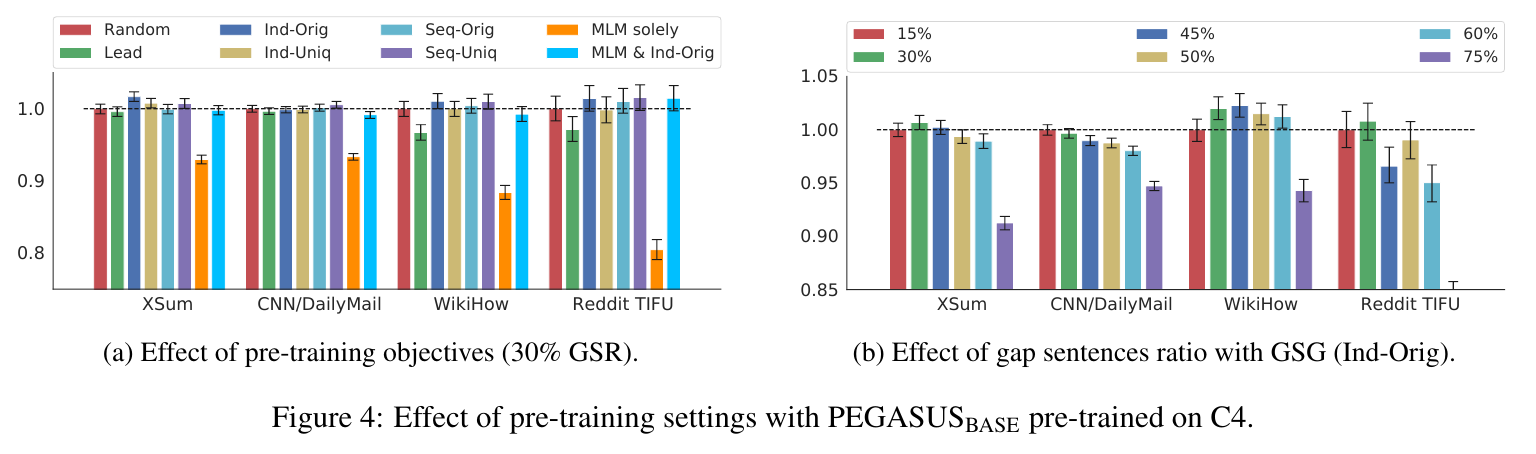 Random Ind-Orig Seq-Orig MLM solely
Lead Ind-Uniq Seq-Uniq MLM & Ind-Orig
1.0
0.9
0.8
XSum CNN/DailyMail WikiHow Reddit TIFU
(a) Effect of pre-training objectives (30% GSR).
15% 45% 60%
30% 50% 75%
1.05
1.00
0.95
0.90
0.85
XSum CNN/DailyMail WikiHow Reddit TIFU
(b) Effect of gap sentences ratio with GSG (Ind-Orig).
Figure 4: Effect of pre-training settings with PEGASUSBASE pre-trained on C4.